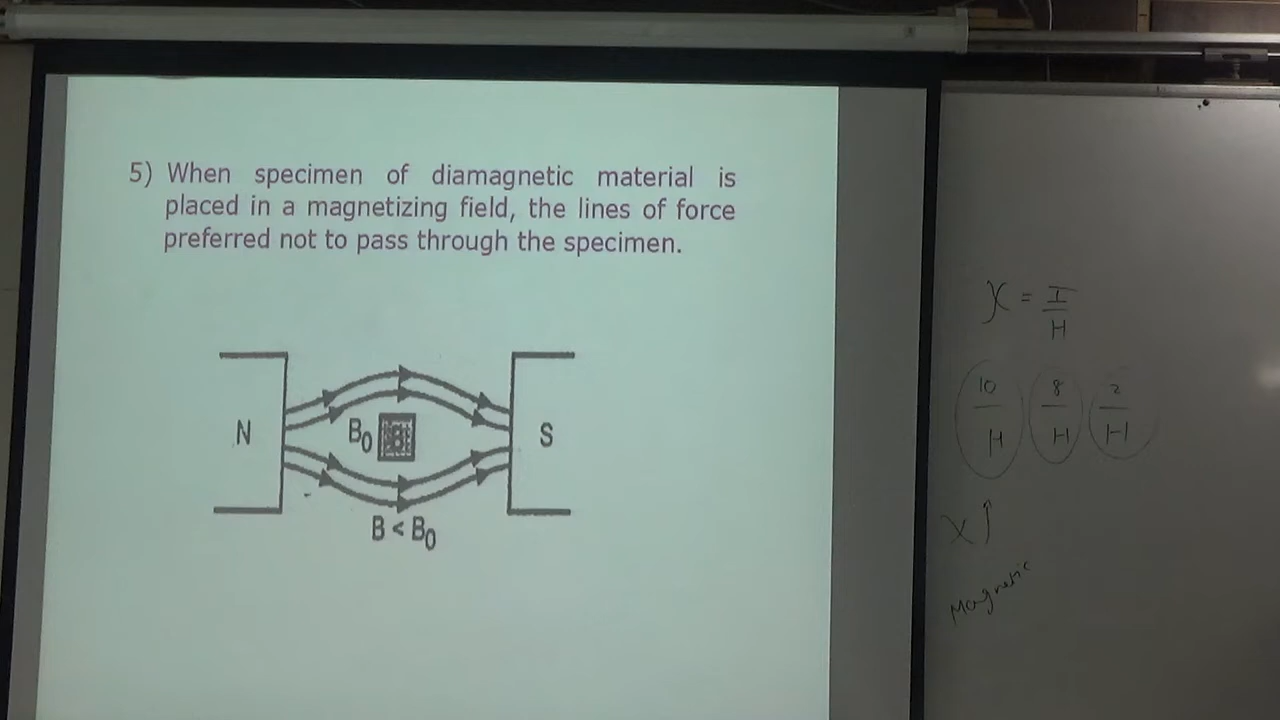 5) When specimen of diamagnetic material is
placed in a magnetizing field, the lines of force
preferred not to pass through the specimen.
N
B₀
B
S
B < B₀
χ = I/H
10/H 8/H 2/H
χ↑
Magnetic